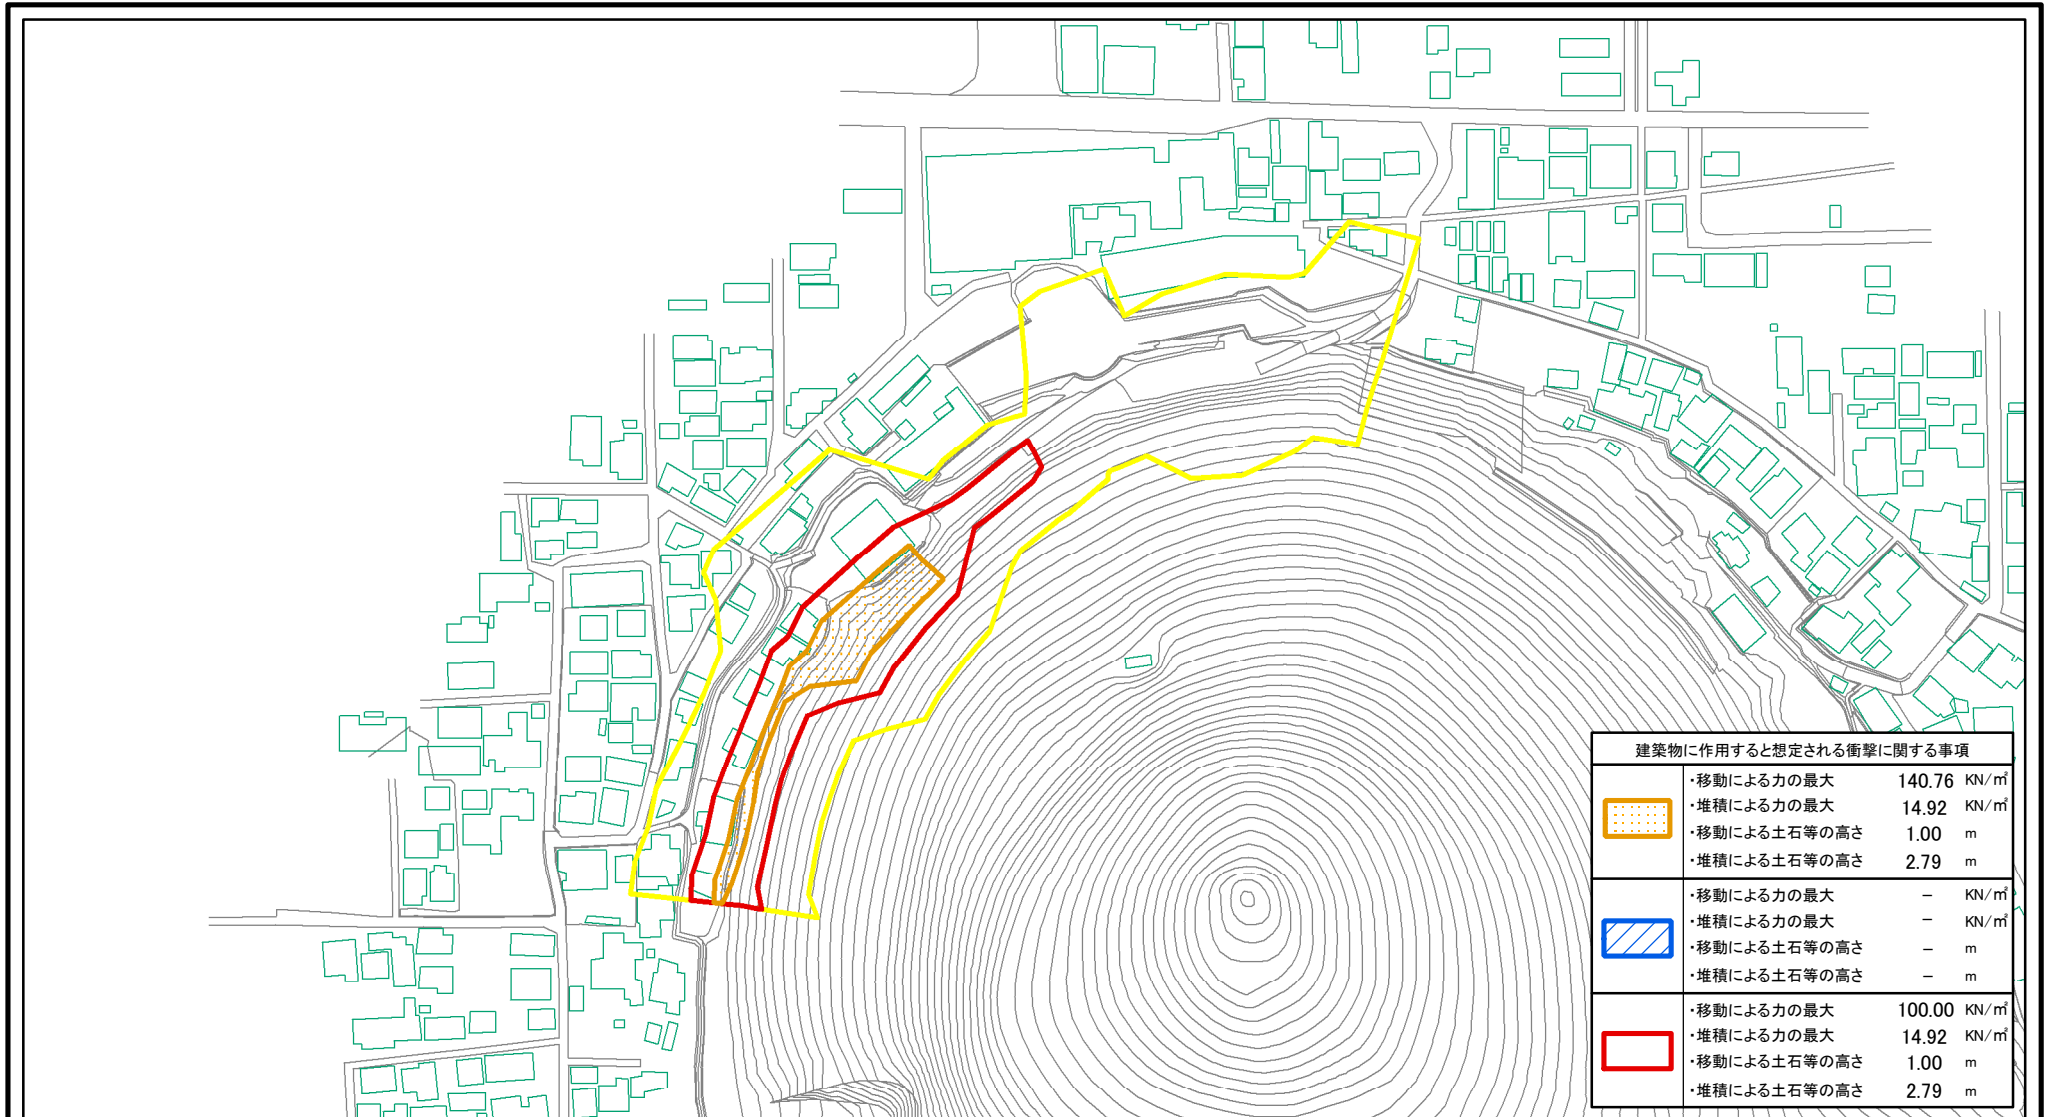 建築物に作用すると想定される衝撃に関する事項
・移動による力の最大 140.76 KN/㎡
・堆積による力の最大 14.92 KN/㎡
・移動による土石等の高さ 1.00 m
・堆積による土石等の高さ 2.79 m
・移動による力の最大 − KN/㎡
・堆積による力の最大 − KN/㎡
・移動による土石等の高さ − m
・堆積による土石等の高さ − m
・移動による力の最大 100.00 KN/㎡
・堆積による力の最大 14.92 KN/㎡
・移動による土石等の高さ 1.00 m
・堆積による土石等の高さ 2.79 m